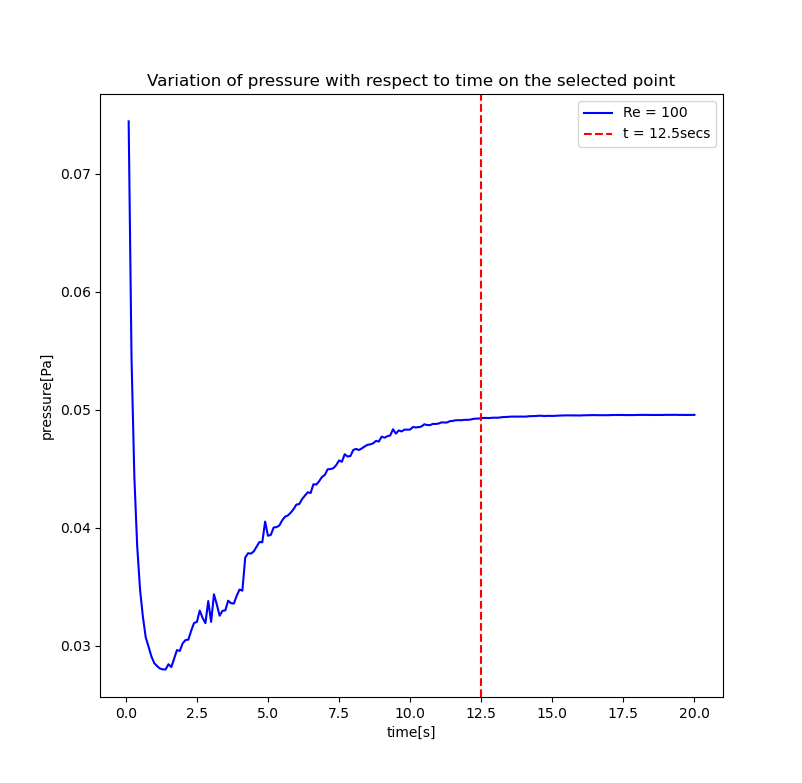 Variation of pressure with respect to time on the selected point
Re = 100
t = 12.5secs
0.07
0.06
0.05
0.04
0.03
pressure[Pa]
0.0 2.5 5.0 7.5 10.0 12.5 15.0 17.5 20.0
time[s]